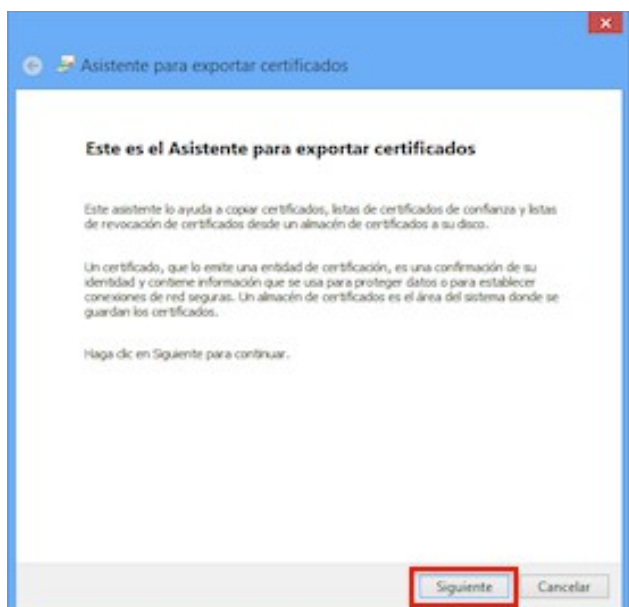 Asistente para exportar certificados
Este es el Asistente para exportar certificados
Este asistente lo ayuda a copiar certificados, listas de certificados de confianza y listas
de revocación de certificados desde un almacén de certificados a su disco.
Un certificado, que lo emite una entidad de certificación, es una confirmación de su
identidad y contiene información que se usa para proteger datos o para establecer
conexiones de red seguras. Un almacén de certificados es el área del sistema donde se
guardan los certificados.
Haga clic en Siguiente para continuar.
Siguiente Cancelar